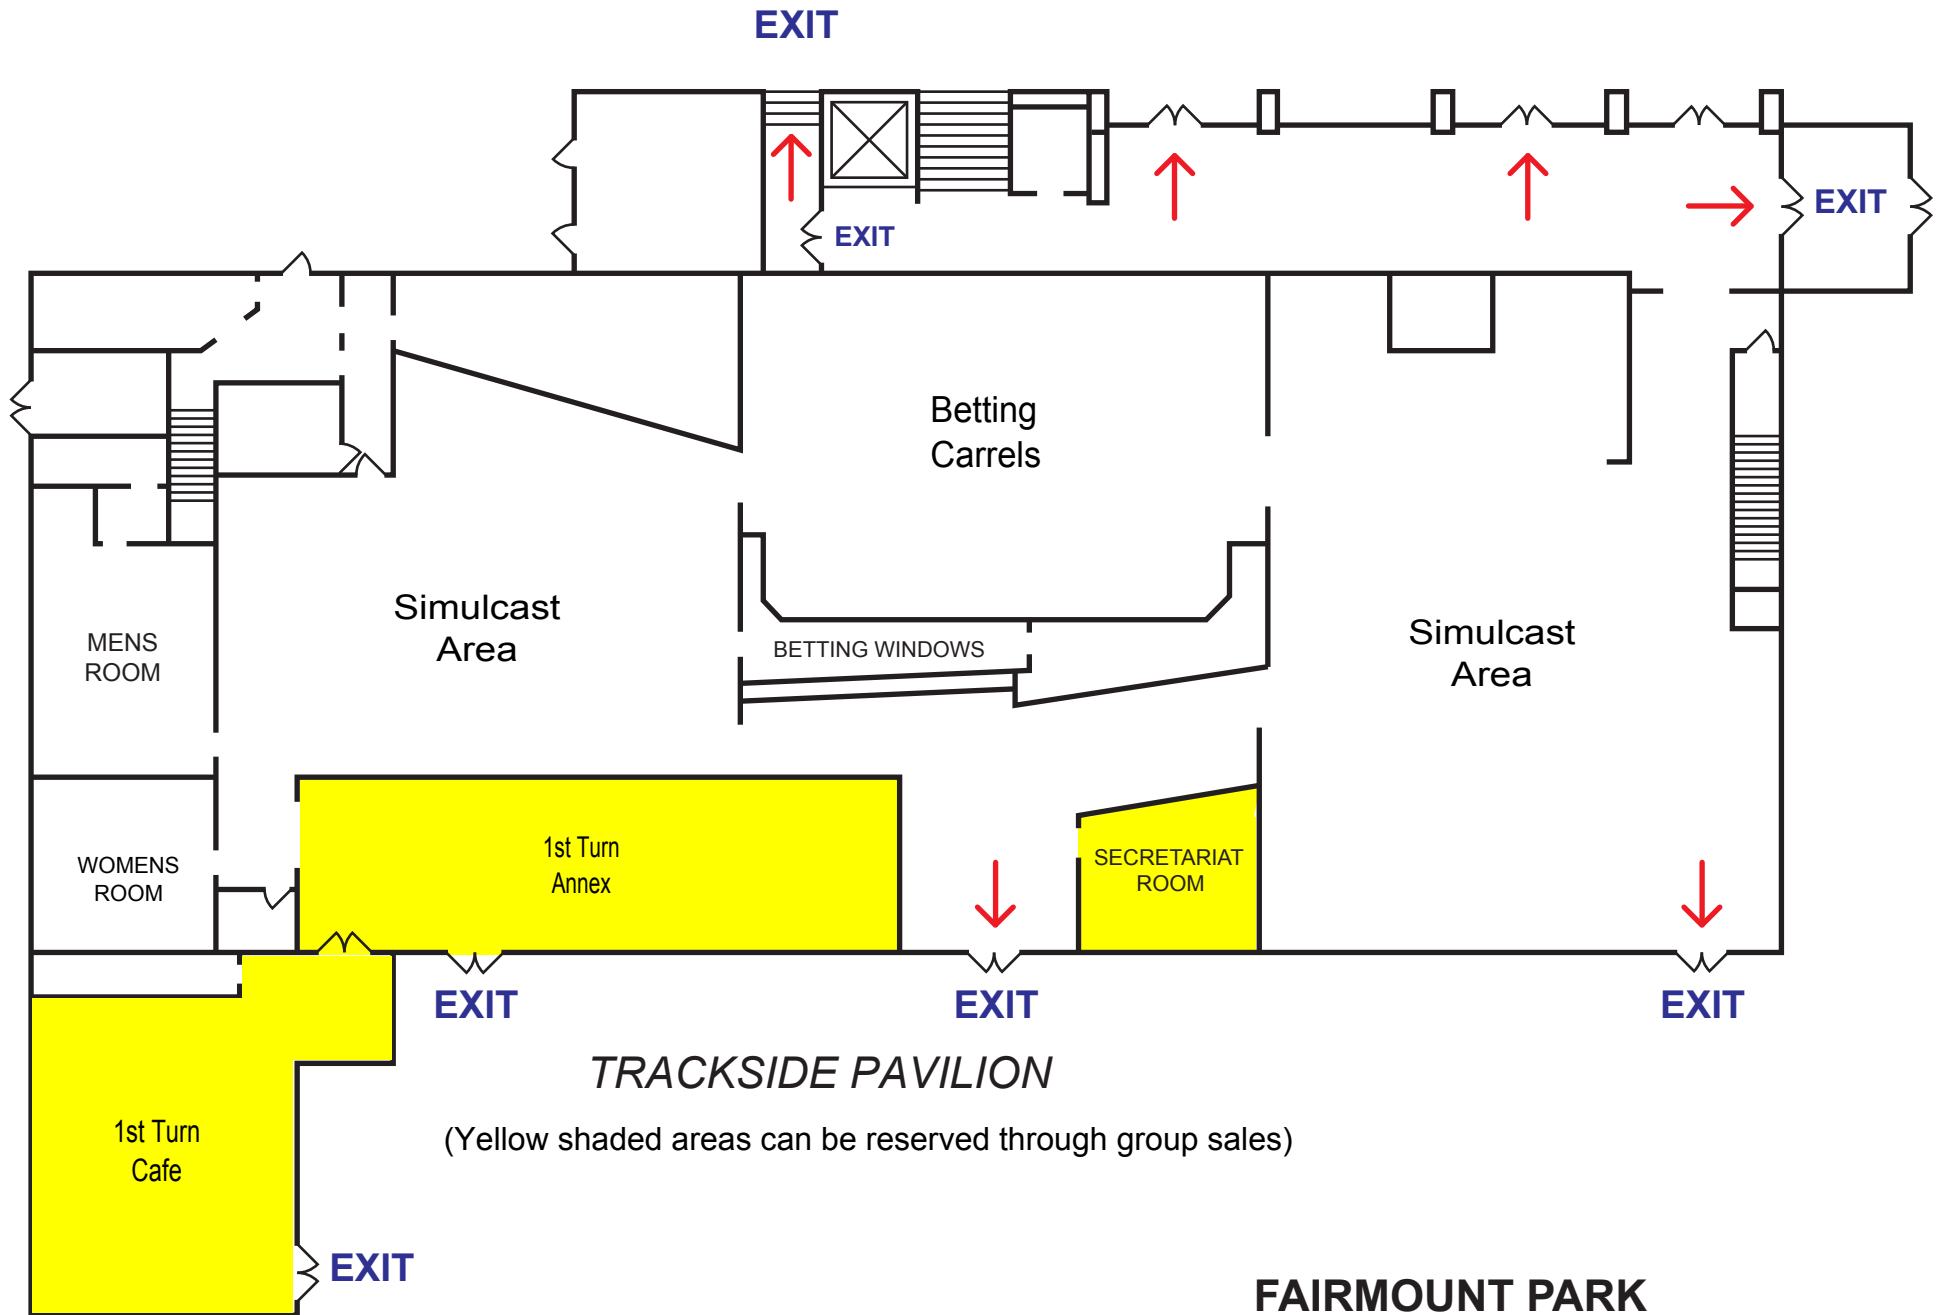 EXIT
EXIT
EXIT
Betting
Carrels
Simulcast
Area
MENS
ROOM
BETTING WINDOWS
Simulcast
Area
1st Turn
Annex
WOMENS
ROOM
SECRETARIAT
ROOM
EXIT
EXIT
EXIT
TRACKSIDE PAVILION
(Yellow shaded areas can be reserved through group sales)
1st Turn
Cafe
EXIT
FAIRMOUNT PARK